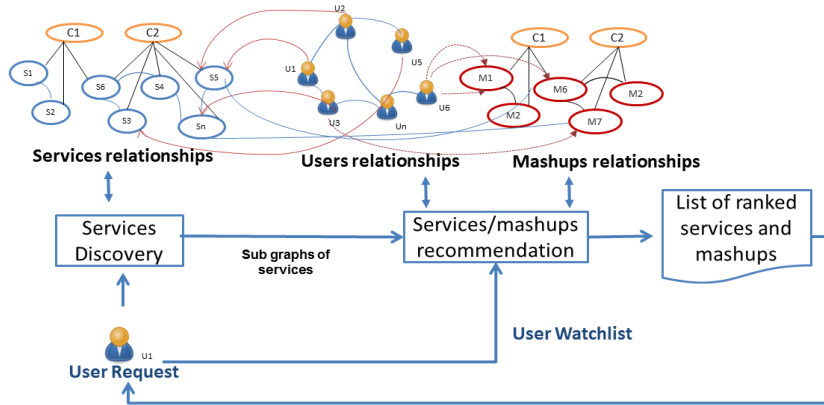 U2
C1
C2
C1
C2
U5
S1
S5
U1
M1
S6
S4
M6
M2
U6
S2
S3
Sn
U3
Un
M2
M7
Services relationships
Users relationships
Mashups relationships
Services
Discovery
Sub graphs of
services
Services/mashups
recommendation
List of ranked
services and
mashups
User Watchlist
U1
User Request